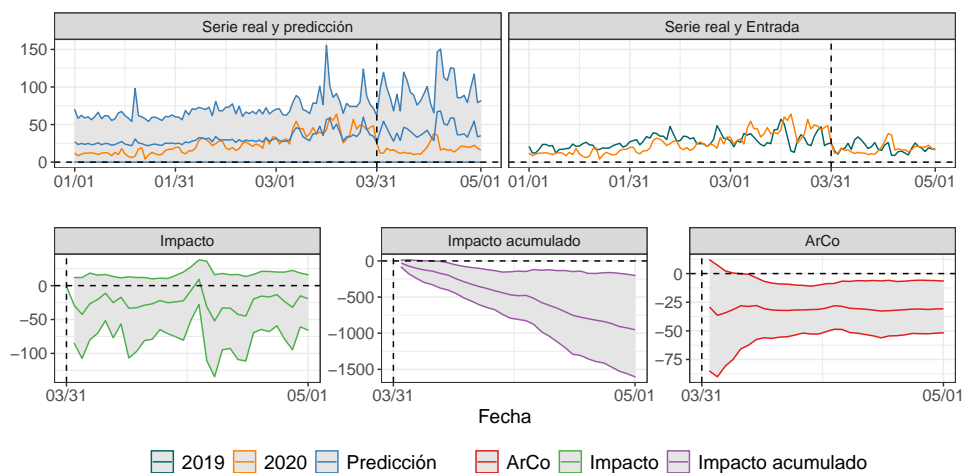 Serie real y predicción
Serie real y Entrada
150
100
50
0
01/01 01/31 03/01 03/31 05/01
01/01 01/31 03/01 03/31 05/01
Impacto
Impacto acumulado
ArCo
0
−50
−100
03/31 05/01
0
−500
−1000
−1500
03/31 05/01
0
−25
−50
−75
03/31 05/01
Fecha
2019 2020 Predicción ArCo Impacto Impacto acumulado